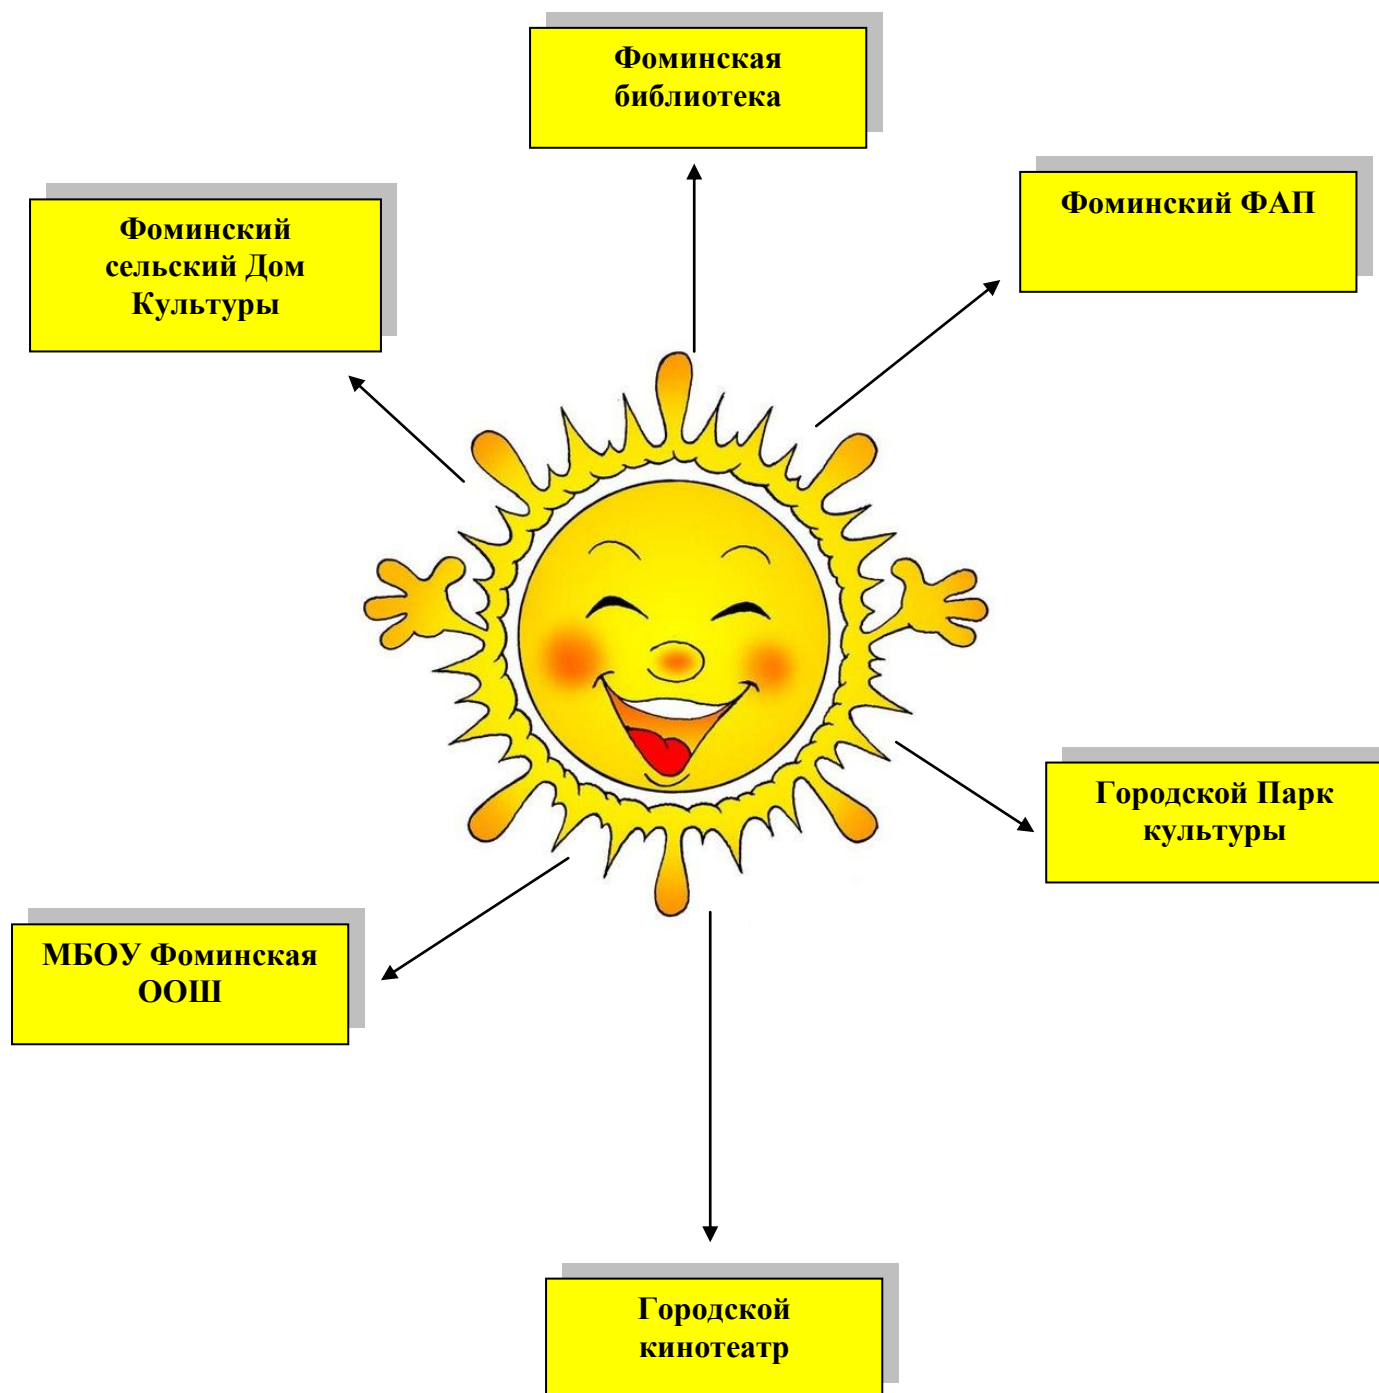 Фоминская
библиотека
Фоминский ФАП
Фоминский
сельский Дом
Культуры
Городской Парк
культуры
МБОУ Фоминская
ООШ
Городской
кинотеатр